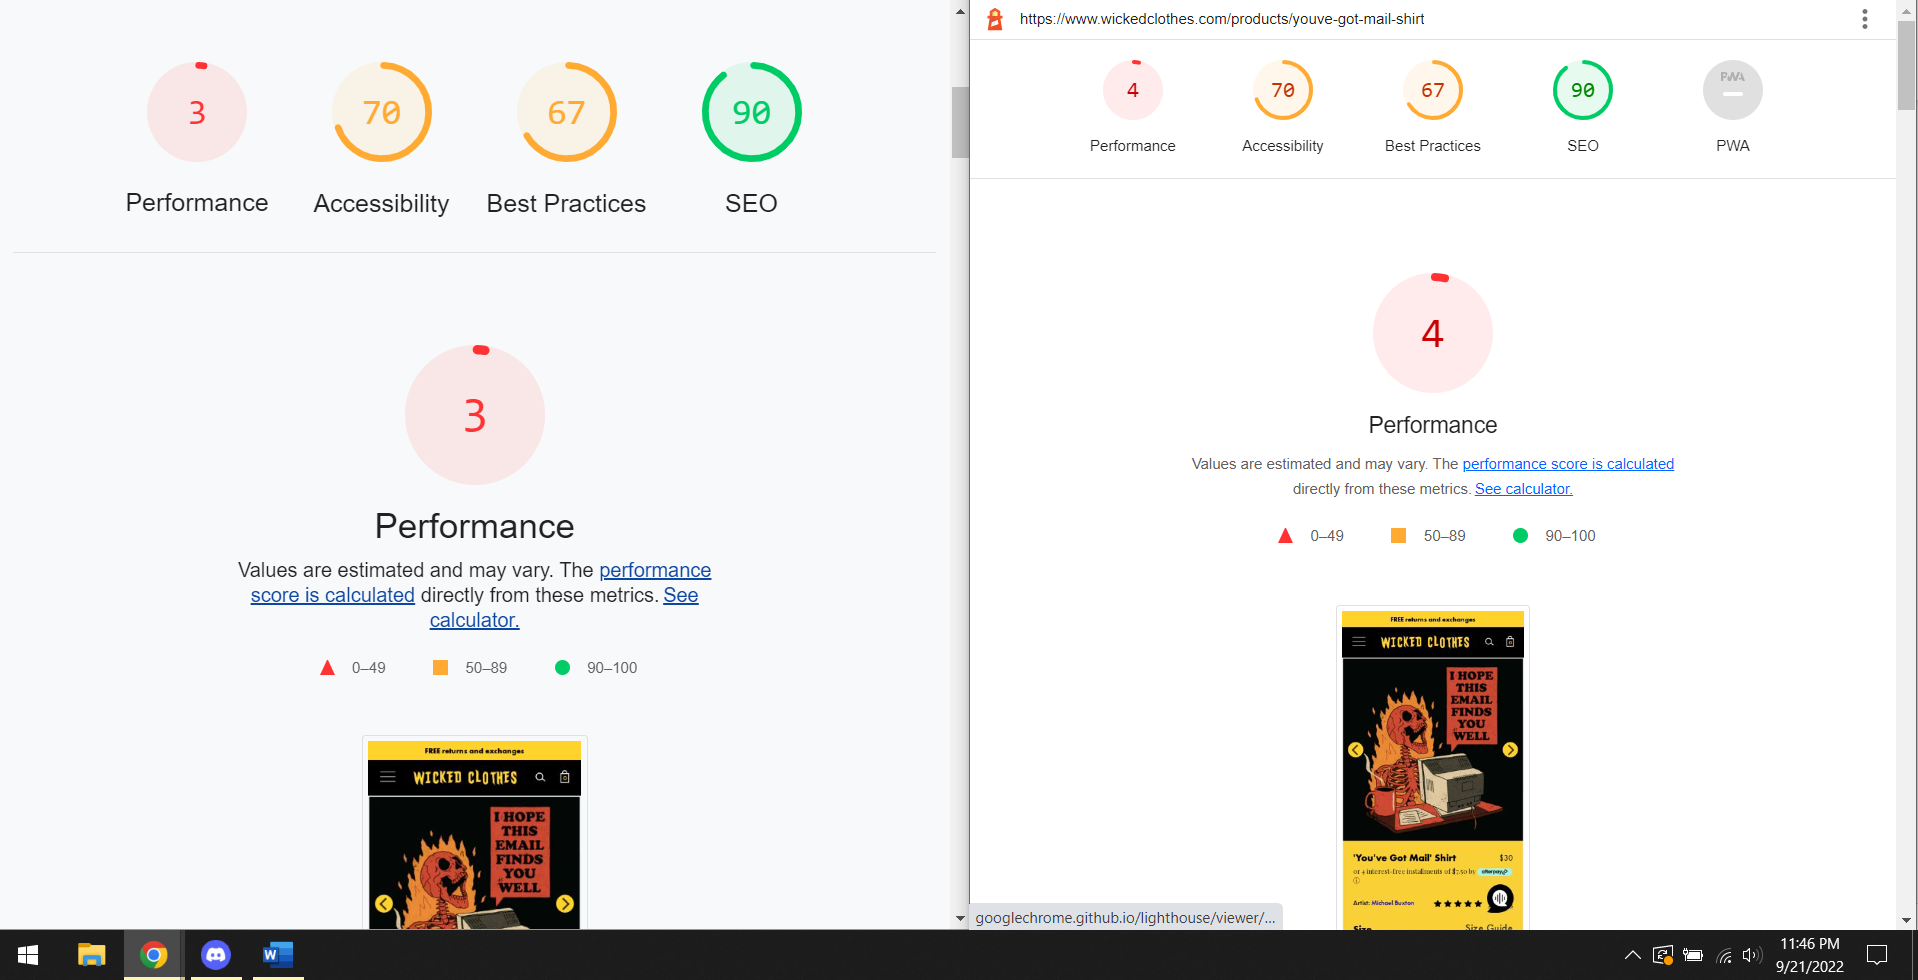 3
70
67
90
Performance
Accessibility
Best Practices
SEO
3
Performance
Values are estimated and may vary. The performance
score is calculated directly from these metrics. See
calculator.
0–49
50–89
90–100
FREE returns and exchanges
WICKED CLOTHES
I HOPE
THIS
EMAIL
FINDS
YOU
WELL
https://www.wickedclothes.com/products/youve-got-mail-shirt
4
70
67
90
PWA
Performance
Accessibility
Best Practices
SEO
PWA
4
Performance
Values are estimated and may vary. The performance score is calculated
directly from these metrics. See calculator.
0–49
50–89
90–100
FREE returns and exchanges
WICKED CLOTHES
I HOPE
THIS
EMAIL
FINDS
YOU
WELL
'You've Got Mail' Shirt $30
or 4 interest-free installments of $7.50 by afterpay
Artist: Michael Buxton
Size Size Guide
googlechrome.github.io/lighthouse/viewer/...
W
11:46 PM
9/21/2022